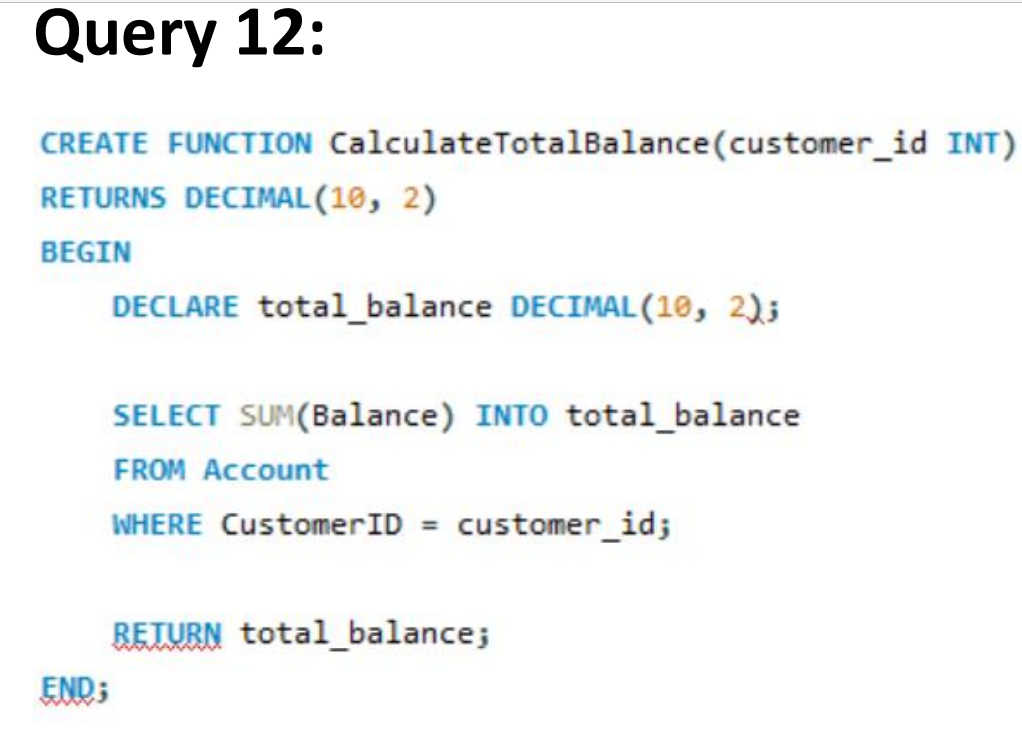 Query 12:
CREATE FUNCTION CalculateTotalBalance(customer_id INT)
RETURNS DECIMAL(10, 2)
BEGIN
DECLARE total_balance DECIMAL(10, 2);
SELECT SUM(Balance) INTO total_balance
FROM Account
WHERE CustomerID = customer_id;
RETURN total_balance;
END;